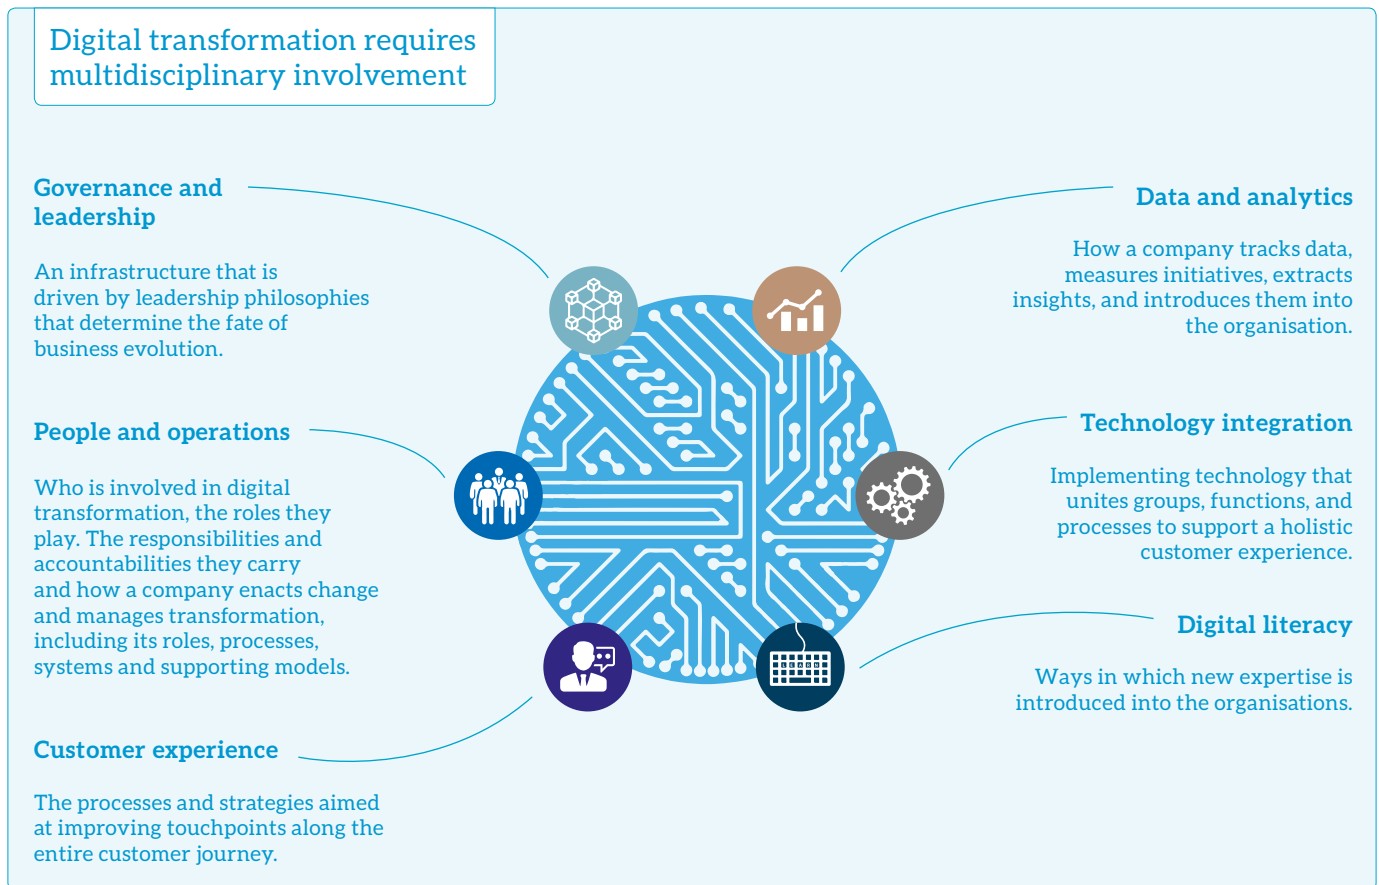 Digital transformation requires
multidisciplinary involvement
Governance and
leadership
An infrastructure that is
driven by leadership philosophies
that determine the fate of
business evolution.
People and operations
Who is involved in digital
transformation, the roles they
play. The responsibilities and
accountabilities they carry
and how a company enacts change
and manages transformation,
including its roles, processes,
systems and supporting models.
Customer experience
The processes and strategies aimed
at improving touchpoints along the
entire customer journey.
Data and analytics
How a company tracks data,
measures initiatives, extracts
insights, and introduces them into
the organisation.
Technology integration
Implementing technology that
unites groups, functions, and
processes to support a holistic
customer experience.
Digital literacy
Ways in which new expertise is
introduced into the organisations.